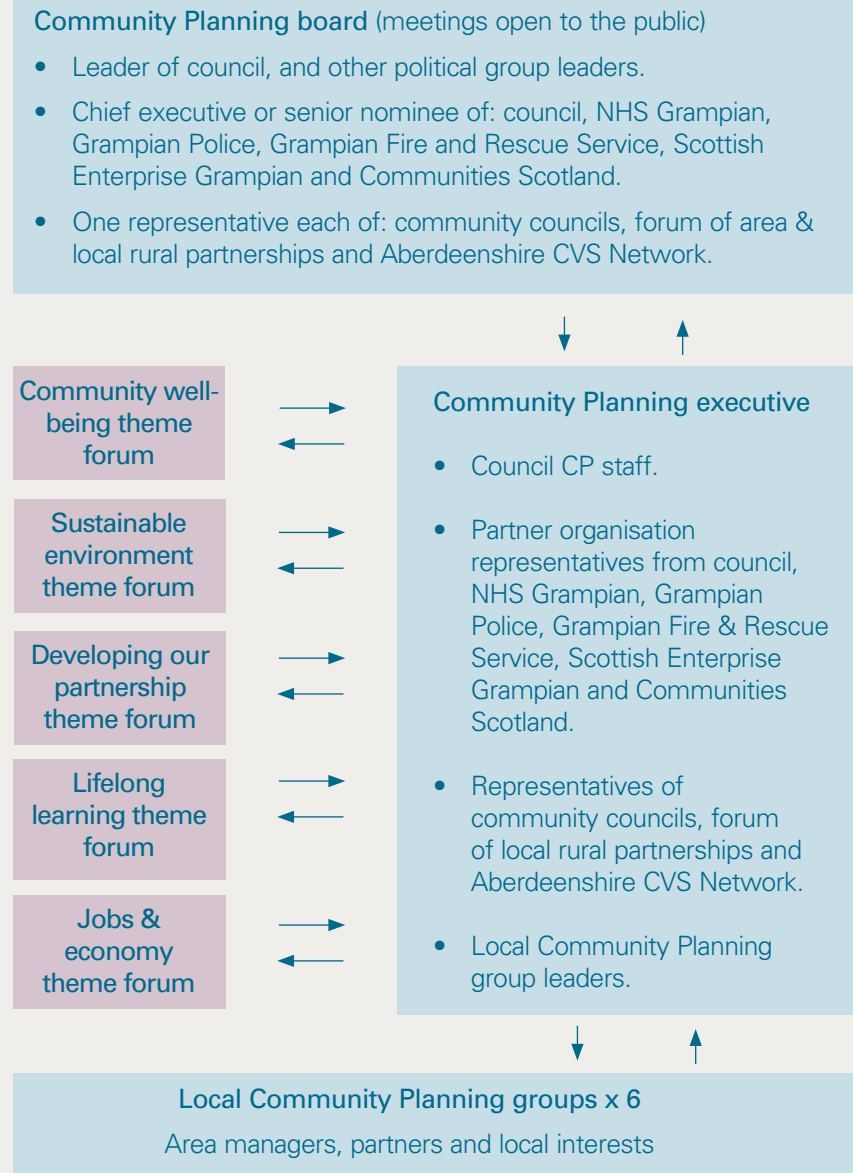 Community Planning board (meetings open to the public)
• Leader of council, and other political group leaders.
• Chief executive or senior nominee of: council, NHS Grampian,
Grampian Police, Grampian Fire and Rescue Service, Scottish
Enterprise Grampian and Communities Scotland.
• One representative each of: community councils, forum of area &
local rural partnerships and Aberdeenshire CVS Network.
Community well-
being theme
forum
Sustainable
environment
theme forum
Developing our
partnership
theme forum
Lifelong
learning theme
forum
Jobs &
economy
theme forum
Community Planning executive
• Council CP staff.
• Partner organisation
representatives from council,
NHS Grampian, Grampian
Police, Grampian Fire & Rescue
Service, Scottish Enterprise
Grampian and Communities
Scotland.
• Representatives of
community councils, forum
of local rural partnerships and
Aberdeenshire CVS Network.
• Local Community Planning
group leaders.
Local Community Planning groups x 6
Area managers, partners and local interests